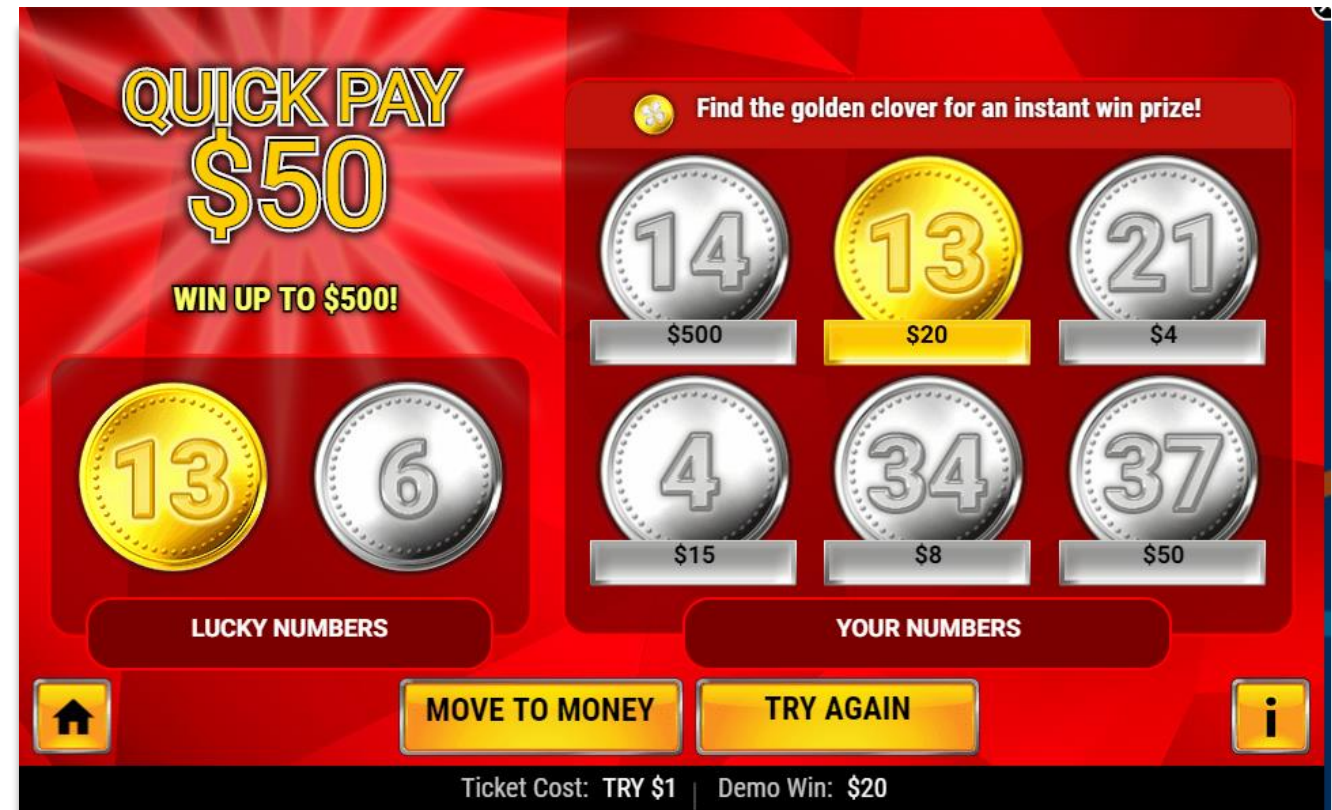 QUICK PAY
$50
WIN UP TO $500!
13 6
LUCKY NUMBERS
Find the golden clover for an instant win prize!
14 13 21
$500 $20 $4
4 34 37
$15 $8 $50
YOUR NUMBERS
MOVE TO MONEY TRY AGAIN i
Ticket Cost: TRY $1 | Demo Win: $20